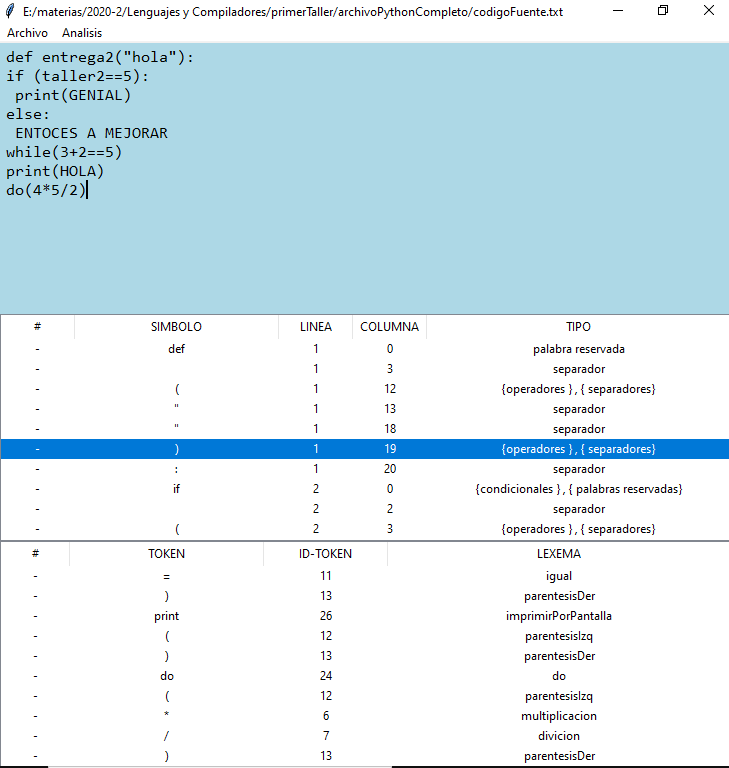 E:/materias/2020-2/Lenguajes y Compiladores/primerTaller/archivoPythonCompleto/codigoFuente.txt
Archivo Analisis
def entrega2("hola"):
if (taller2==5):
 print(GENIAL)
else:
 ENTOCES A MEJORAR
while(3+2==5)
print(HOLA)
do(4*5/2)
# SIMBOLO LINEA COLUMNA TIPO
- def 1 0 palabra reservada
- 1 3 separador
- ( 1 12 {operadores } , { separadores}
- " 1 13 separador
- " 1 18 separador
- ) 1 19 {operadores } , { separadores}
- : 1 20 separador
- if 2 0 {condicionales } , { palabras reservadas}
- 2 2 separador
- ( 2 3 {operadores } , { separadores}
# TOKEN ID-TOKEN LEXEMA
- = 11 igual
- ) 13 parentesisDer
- print 26 imprimirPorPantalla
- ( 12 parentesisIzq
- ) 13 parentesisDer
- do 24 do
- ( 12 parentesisIzq
- * 6 multiplicacion
- / 7 divicion
- ) 13 parentesisDer